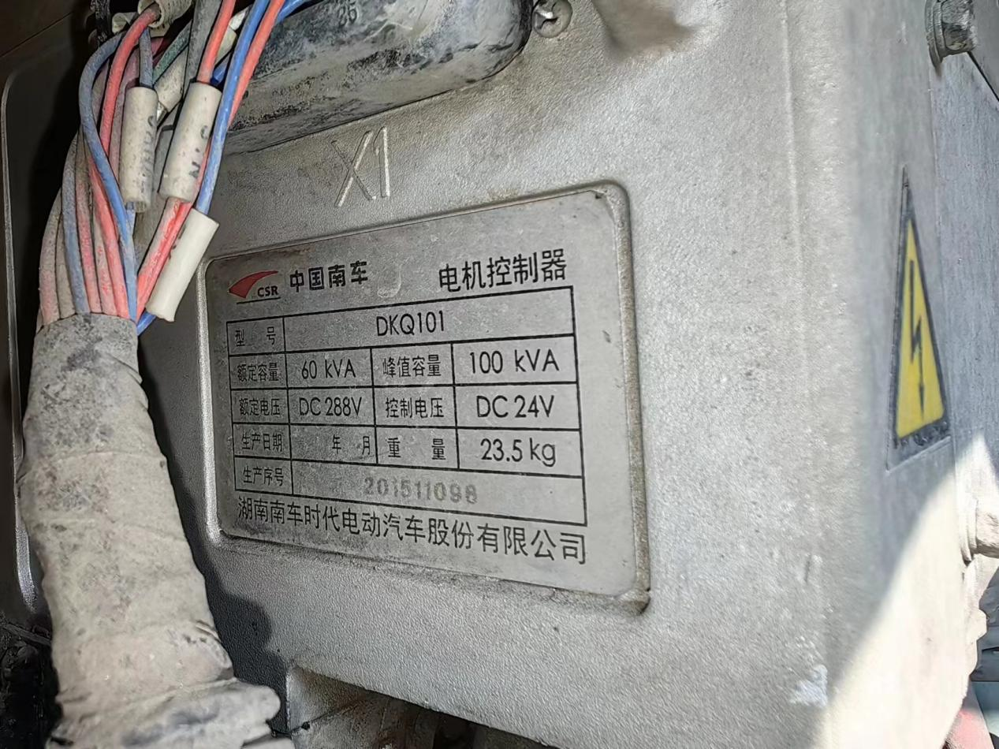 X1
CSR 中国南车 电机控制器
型号 DKQ101
额定容量 60 kVA 峰值容量 100 kVA
额定电压 DC 288V 控制电压 DC 24V
生产日期 年 月 重量 23.5 kg
生产序号 201511098
湖南南车时代电动汽车股份有限公司